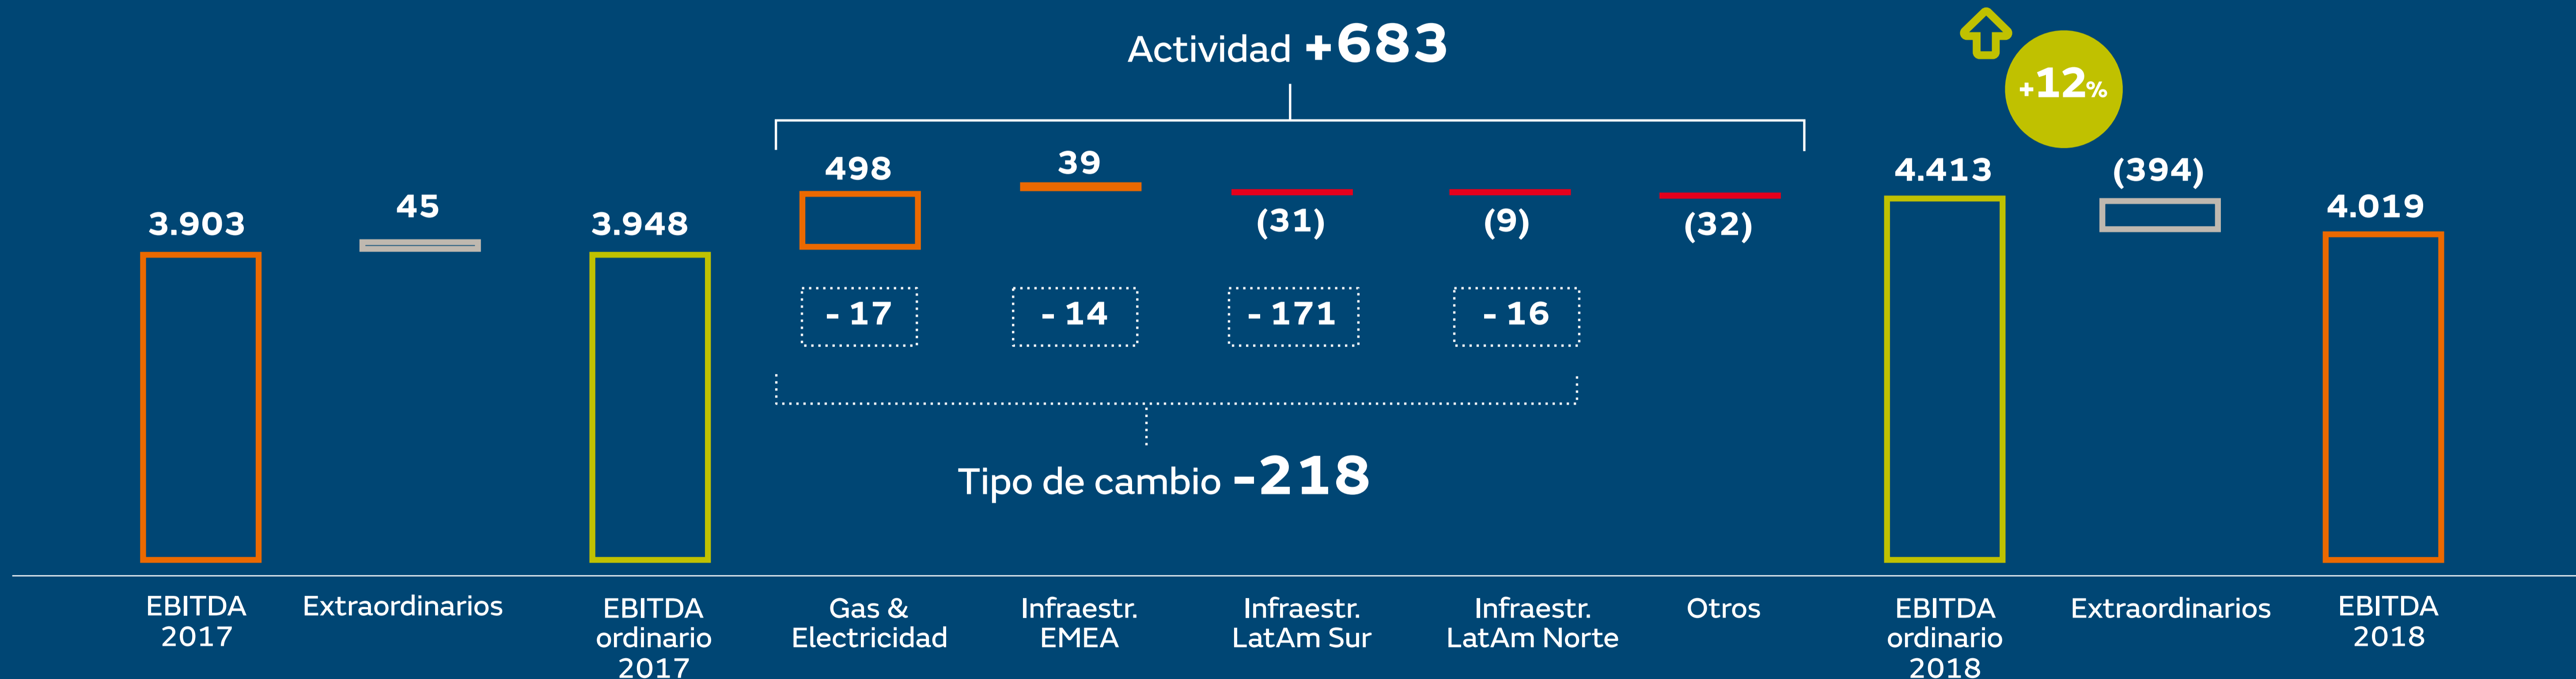 Actividad +683
+12%
3.903
45
3.948
498
39
(31)
(9)
(32)
4.413
(394)
4.019
- 17
- 14
- 171
- 16
Tipo de cambio -218
EBITDA
2017
Extraordinarios
EBITDA
ordinario
2017
Gas &
Electricidad
Infraestr.
EMEA
Infraestr.
LatAm Sur
Infraestr.
LatAm Norte
Otros
EBITDA
ordinario
2018
Extraordinarios
EBITDA
2018